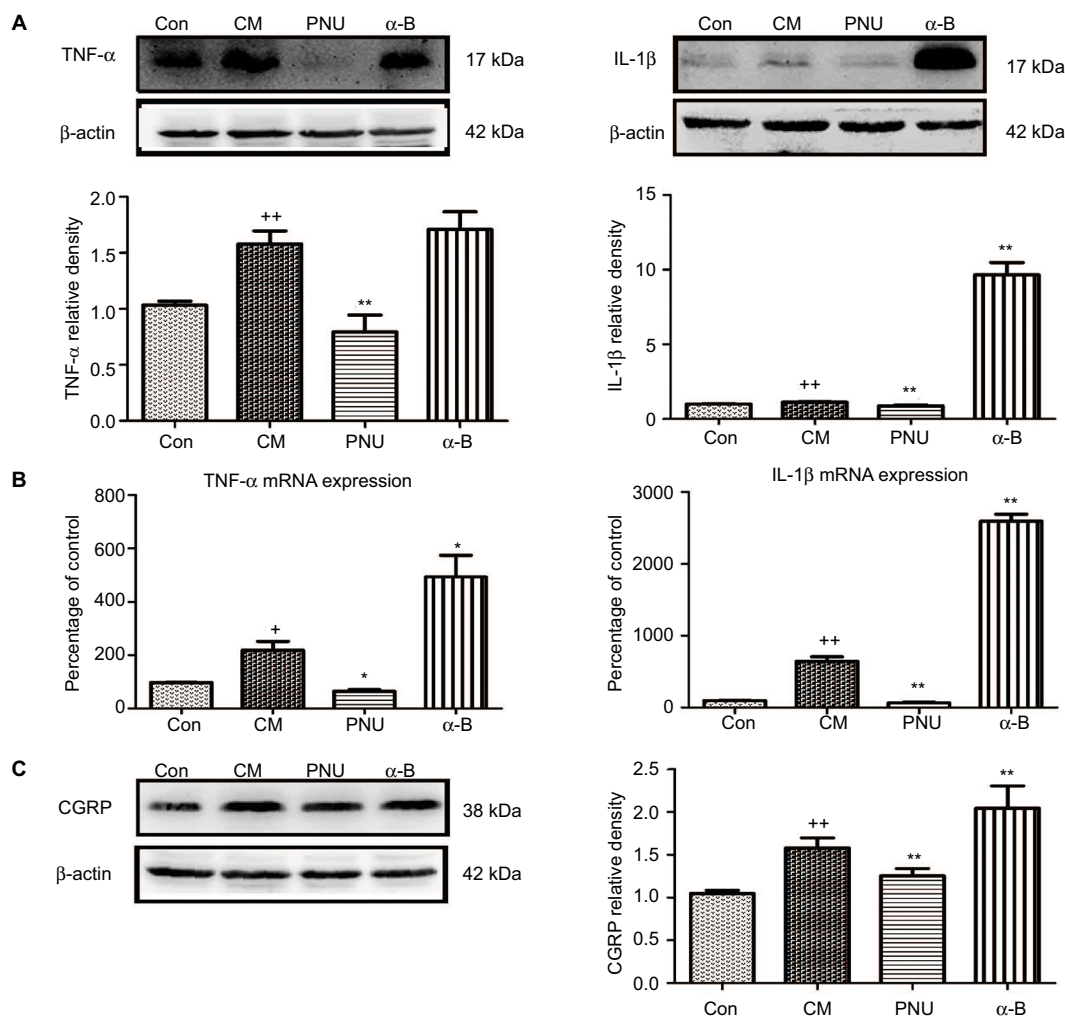 A
Con CM PNU α-B
TNF-α
17 kDa
β-actin
42 kDa
Con CM PNU α-B
IL-1β
17 kDa
β-actin
42 kDa
TNF-α relative density
2.0
1.5
1.0
0.5
0.0
++
**
Con CM PNU α-B
IL-1β relative density
15
10
5
0
++
**
**
Con CM PNU α-B
B
TNF-α mRNA expression
Percentage of control
800
600
400
200
0
+
*
*
Con CM PNU α-B
IL-1β mRNA expression
Percentage of control
3000
2000
1000
0
++
**
**
Con CM PNU α-B
C
Con CM PNU α-B
CGRP
38 kDa
β-actin
42 kDa
CGRP relative density
2.5
2.0
1.5
1.0
0.5
0.0
++
**
**
Con CM PNU α-B